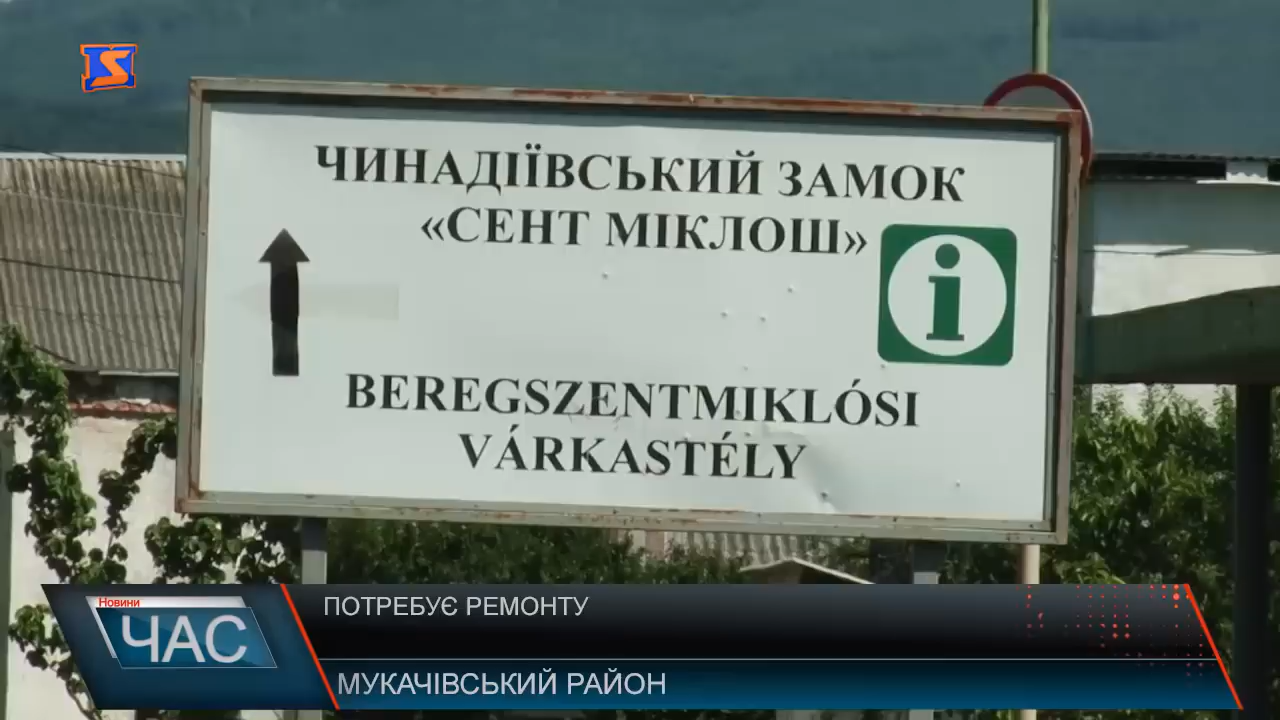 ЧИНАДІЇВСЬКИЙ ЗАМОК
«СЕНТ МІКЛОШ»
i
BEREGSZENTMIKLÓSI
VÁRKASTÉLY
Новини
ЧАС
ПОТРЕБУЄ РЕМОНТУ
МУКАЧІВСЬКИЙ РАЙОН